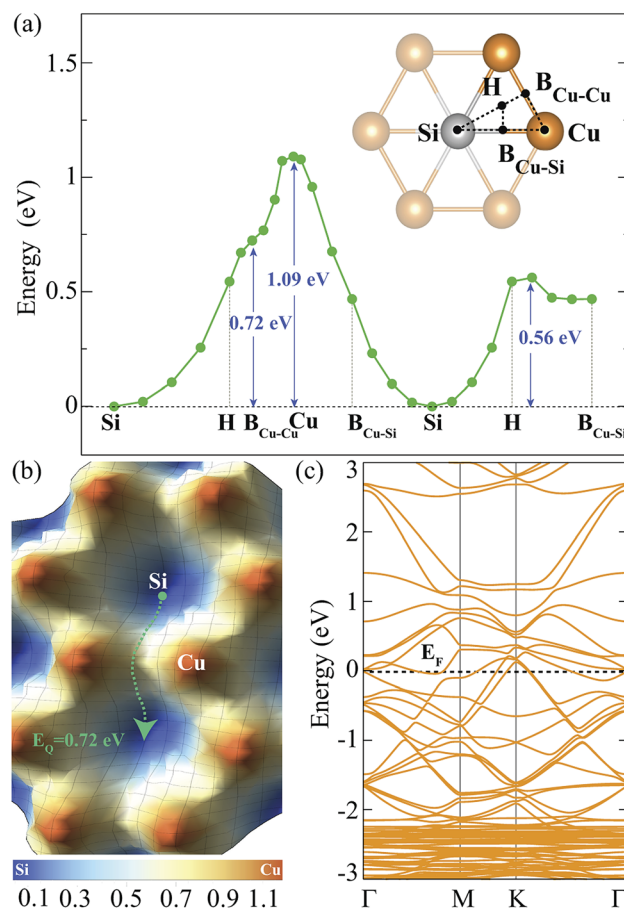 (a)
1.5
1
0.5
0
Energy (eV)
H
B Cu–Cu
Si
Cu
B Cu–Si
1.09 eV
0.72 eV
0.56 eV
Si H B Cu–Cu Cu B Cu–Si Si H B Cu–Si
(b)
Si
Cu
E Q =0.72 eV
Si Cu
0.1 0.3 0.5 0.7 0.9 1.1
(c)
3
2
1
0
-1
-2
-3
Energy (eV)
E F
Γ M K Γ